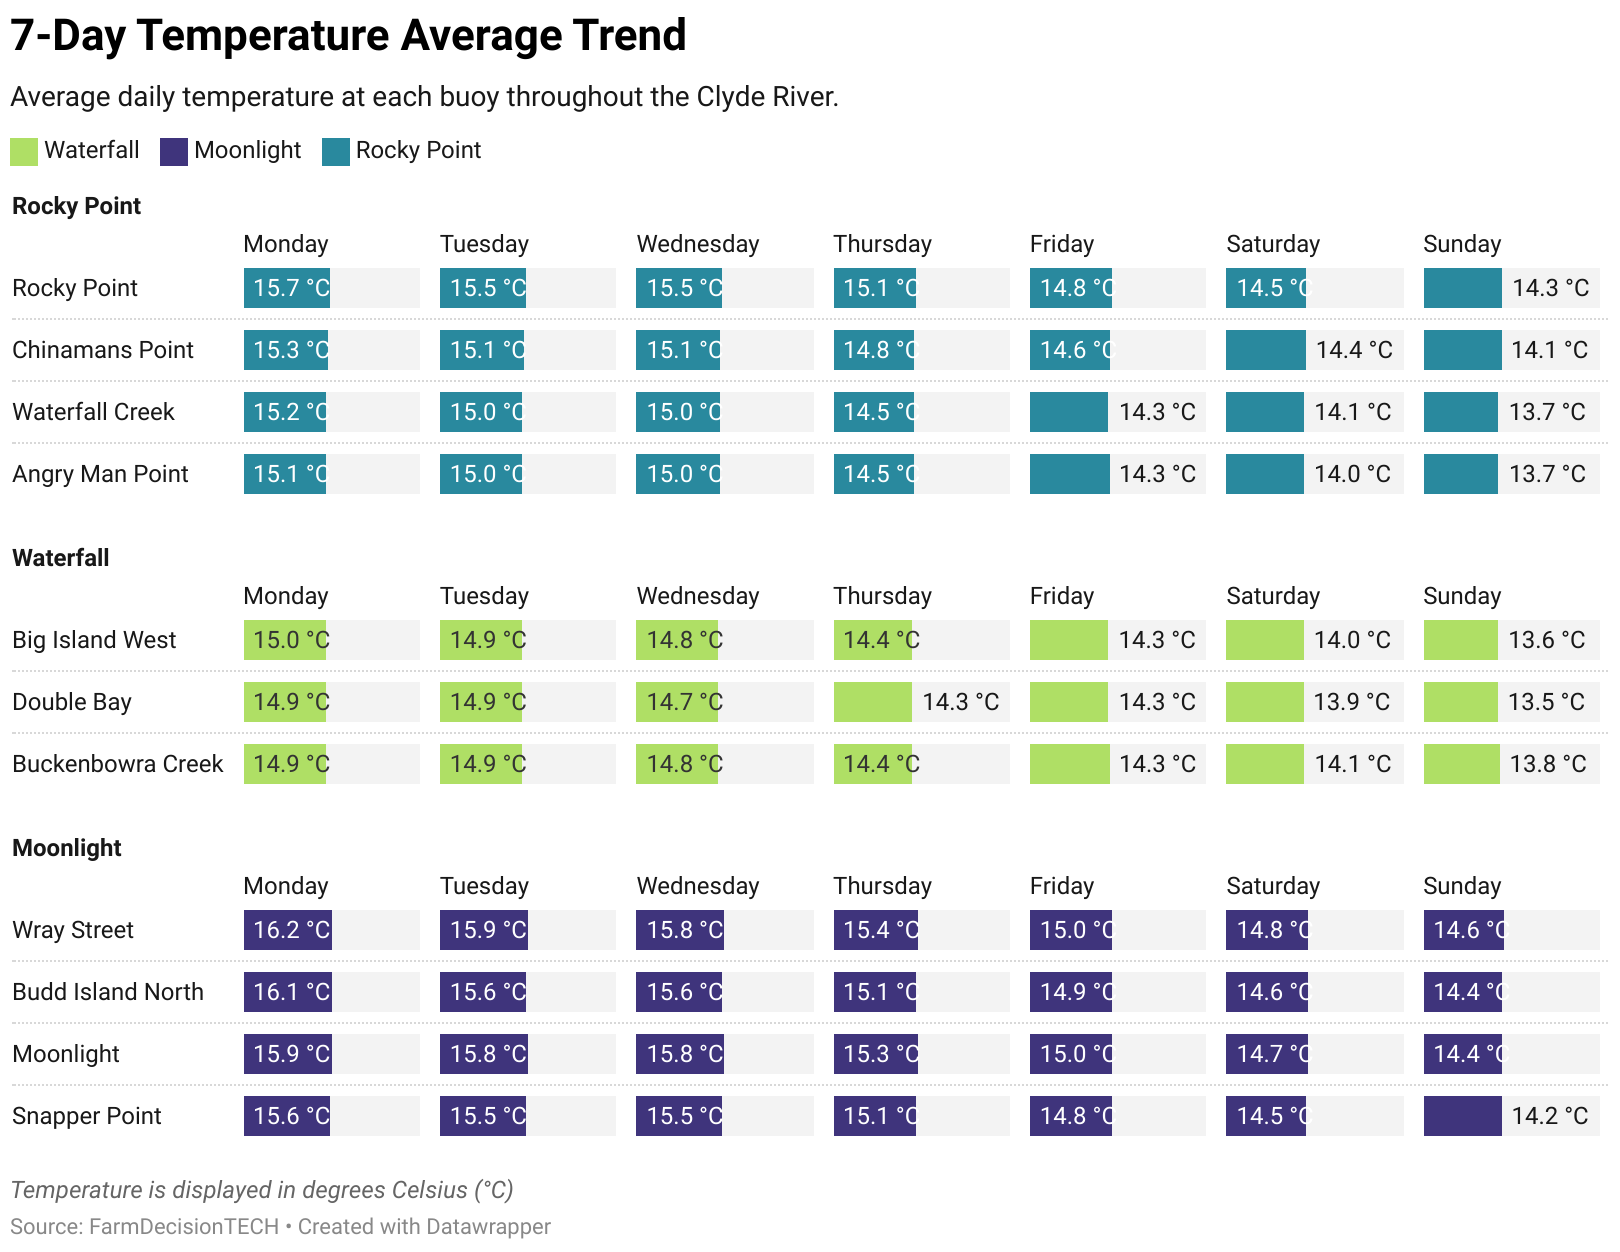 7-Day Temperature Average Trend
Average daily temperature at each buoy throughout the Clyde River.
Waterfall Moonlight Rocky Point
Rocky Point
Monday Tuesday Wednesday Thursday Friday Saturday Sunday
Rocky Point 15.7 °C 15.5 °C 15.5 °C 15.1 °C 14.8 °C 14.5 °C 14.3 °C
Chinamans Point 15.3 °C 15.1 °C 15.1 °C 14.8 °C 14.6 °C 14.4 °C 14.1 °C
Waterfall Creek 15.2 °C 15.0 °C 15.0 °C 14.5 °C 14.3 °C 14.1 °C 13.7 °C
Angry Man Point 15.1 °C 15.0 °C 15.0 °C 14.5 °C 14.3 °C 14.0 °C 13.7 °C
Waterfall
Monday Tuesday Wednesday Thursday Friday Saturday Sunday
Big Island West 15.0 °C 14.9 °C 14.8 °C 14.4 °C 14.3 °C 14.0 °C 13.6 °C
Double Bay 14.9 °C 14.9 °C 14.7 °C 14.3 °C 14.3 °C 13.9 °C 13.5 °C
Buckenbowra Creek 14.9 °C 14.9 °C 14.8 °C 14.4 °C 14.3 °C 14.1 °C 13.8 °C
Moonlight
Monday Tuesday Wednesday Thursday Friday Saturday Sunday
Wray Street 16.2 °C 15.9 °C 15.8 °C 15.4 °C 15.0 °C 14.8 °C 14.6 °C
Budd Island North 16.1 °C 15.6 °C 15.6 °C 15.1 °C 14.9 °C 14.6 °C 14.4 °C
Moonlight 15.9 °C 15.8 °C 15.8 °C 15.3 °C 15.0 °C 14.7 °C 14.4 °C
Snapper Point 15.6 °C 15.5 °C 15.5 °C 15.1 °C 14.8 °C 14.5 °C 14.2 °C
Temperature is displayed in degrees Celsius (°C)
Source: FarmDecisionTECH • Created with Datawrapper